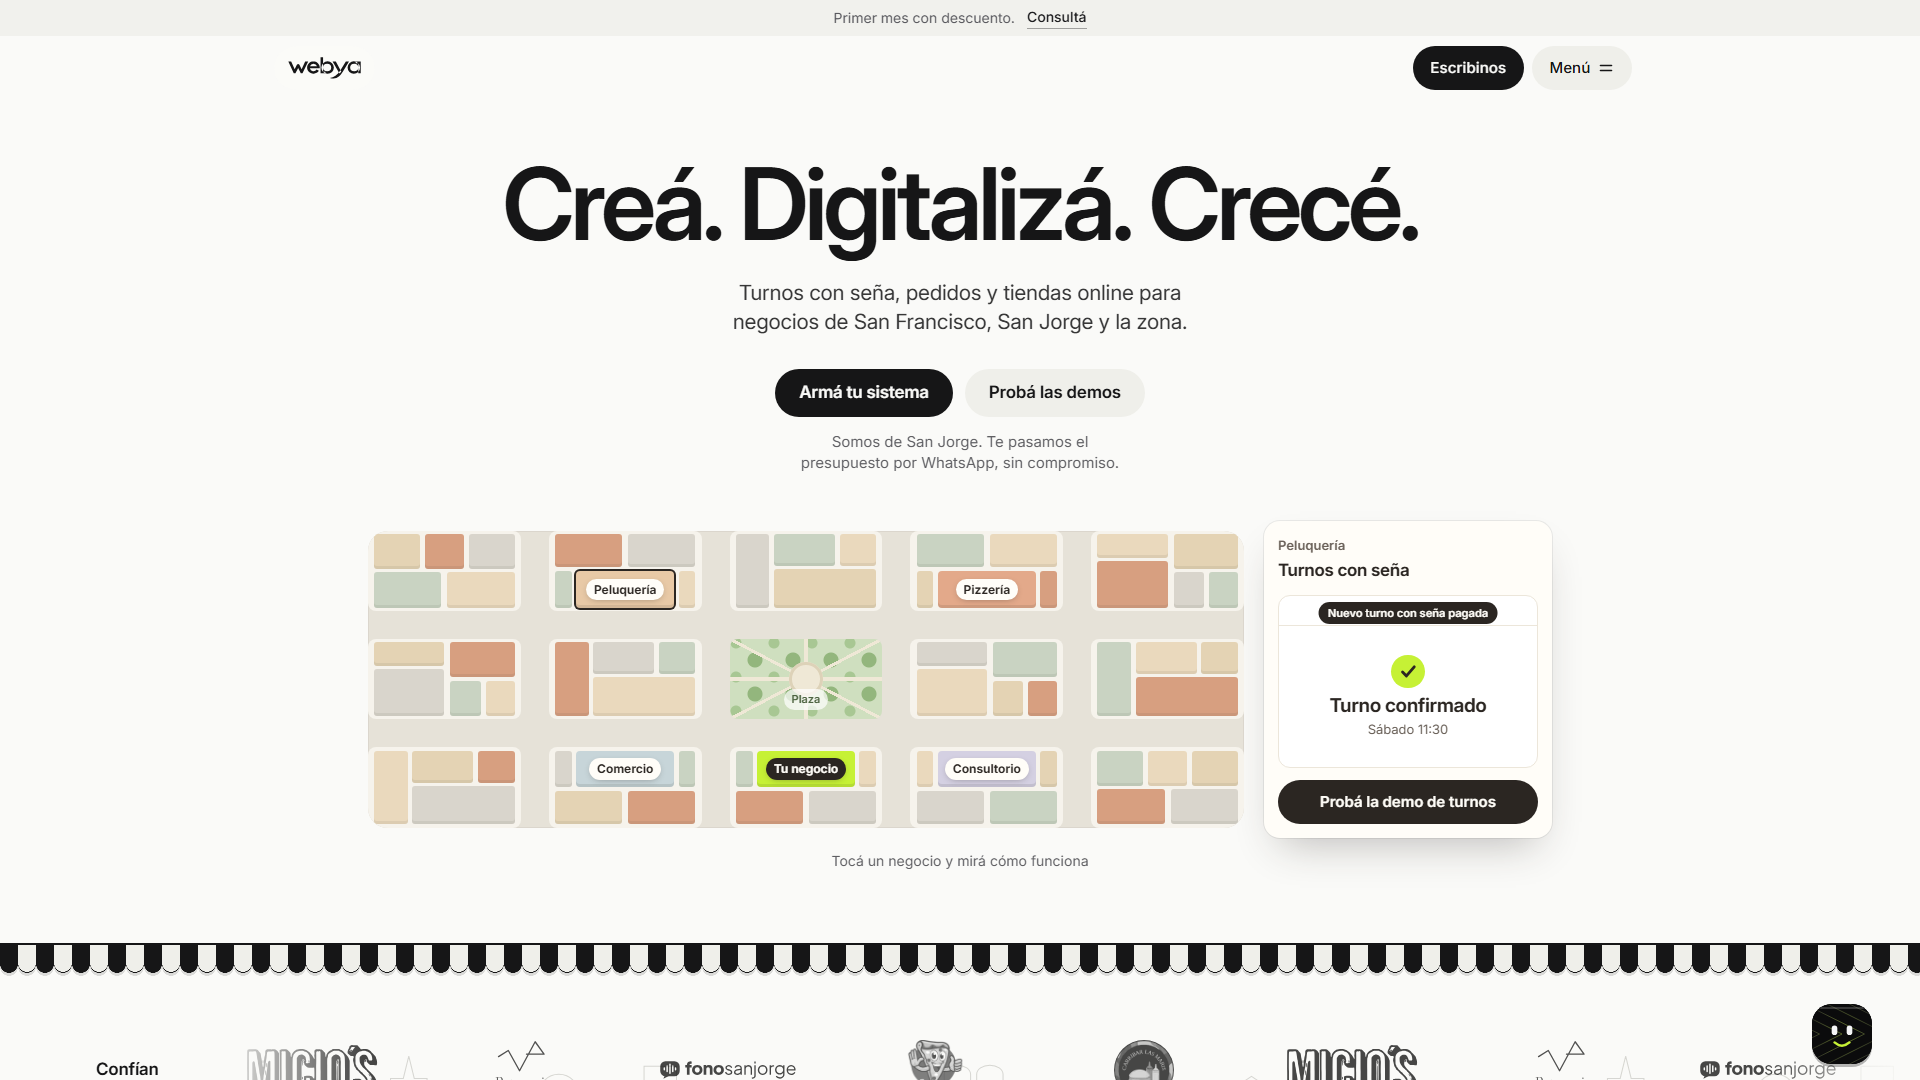 Primer mes con descuento. Consultá
webya
Escribinos
Menú
Creá. Digitalizá. Crecé.
Turnos con seña, pedidos y tiendas online para
negocios de San Francisco, San Jorge y la zona.
Armá tu sistema
Probá las demos
Somos de San Jorge. Te pasamos el
presupuesto por WhatsApp, sin compromiso.
Peluquería
Pizzería
Plaza
Comercio
Tu negocio
Consultorio
Peluquería
Turnos con seña
Nuevo turno con seña pagada
Turno confirmado
Sábado 11:30
Probá la demo de turnos
Tocá un negocio y mirá cómo funciona
Confían
MICIO'S
fonosanjorge
MICIO'S
fonosanjorge